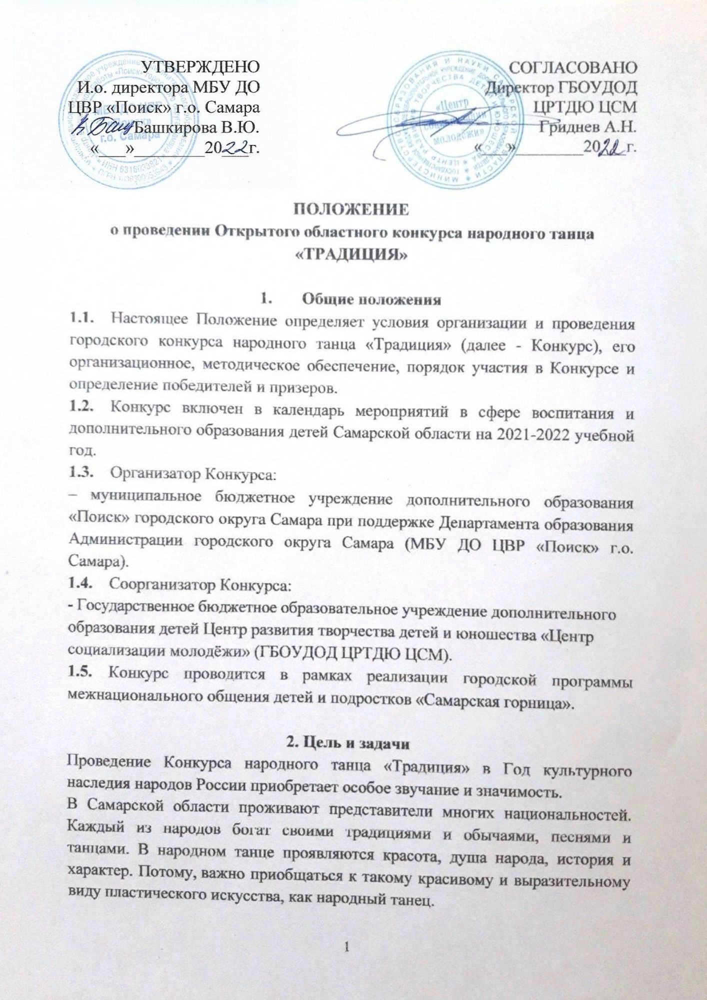 УТВЕРЖДЕНО
И.о. директора МБУ ДО
ЦВР «Поиск» г.о. Самара
Башкирова В.Ю.
«___»________2022г.
СОГЛАСОВАНО
Директор ГБОУДОД
ЦРТДЮ ЦСМ
Гриднев А.Н.
«___»________2022г.
«Центр
социализации
молодёжи»
г.о. Самара
ИНН 6316033821
ПОЛОЖЕНИЕ
о проведении Открытого областного конкурса народного танца
«ТРАДИЦИЯ»
1. Общие положения
1.1. Настоящее Положение определяет условия организации и проведения
городского конкурса народного танца «Традиция» (далее - Конкурс), его
организационное, методическое обеспечение, порядок участия в Конкурсе и
определение победителей и призеров.
1.2. Конкурс включен в календарь мероприятий в сфере воспитания и
дополнительного образования детей Самарской области на 2021-2022 учебной
год.
1.3. Организатор Конкурса:
– муниципальное бюджетное учреждение дополнительного образования
«Поиск» городского округа Самара при поддержке Департамента образования
Администрации городского округа Самара (МБУ ДО ЦВР «Поиск» г.о.
Самара).
1.4. Соорганизатор Конкурса:
- Государственное бюджетное образовательное учреждение дополнительного
образования детей Центр развития творчества детей и юношества «Центр
социализации молодёжи» (ГБОУДОД ЦРТДЮ ЦСМ).
1.5. Конкурс проводится в рамках реализации городской программы
межнационального общения детей и подростков «Самарская горница».
2. Цель и задачи
Проведение Конкурса народного танца «Традиция» в Год культурного
наследия народов России приобретает особое звучание и значимость.
В Самарской области проживают представители многих национальностей.
Каждый из народов богат своими традициями и обычаями, песнями и
танцами. В народном танце проявляются красота, душа народа, история и
характер. Потому, важно приобщаться к такому красивому и выразительному
виду пластического искусства, как народный танец.
1